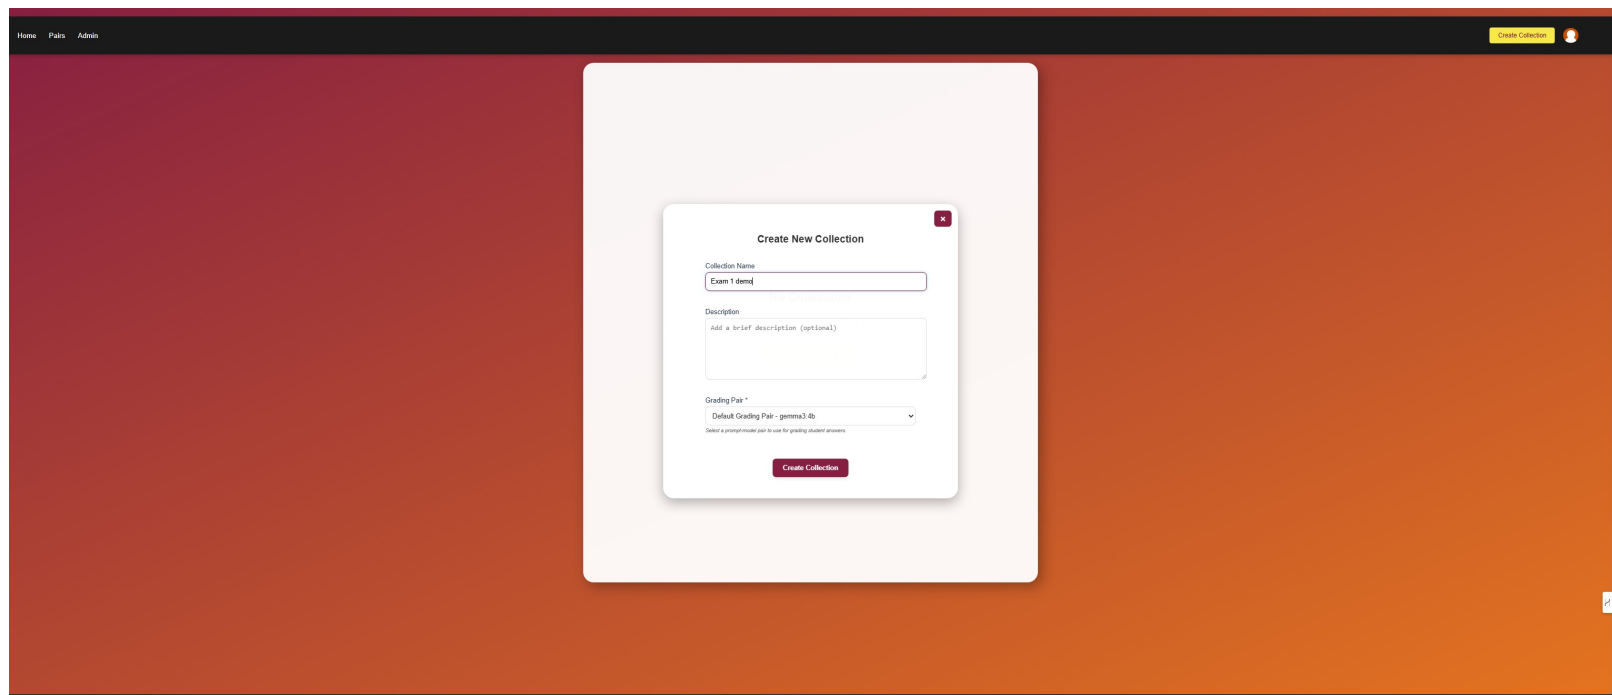 Home Pairs Admin Create Collection
×
Create New Collection
Collection Name
Exam 1 demo
Description
Add a brief description (optional)
Grading Pair *
Default Grading Pair - gemma3:4b
Select a prompt-model pair to use for grading student answers.
Create Collection